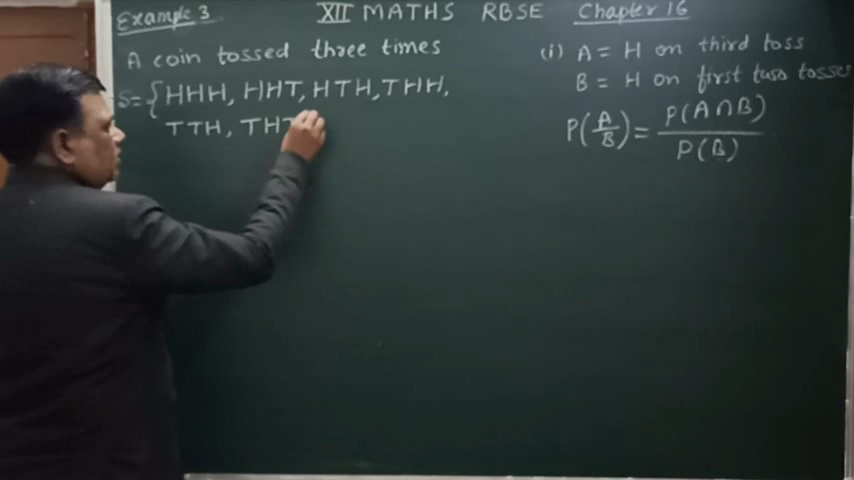 Example 3
XII MATHS RBSE Chapter 16
A coin tossed three times
S={HHH, HHT, HTH, THH,
TTH, THT
(i) A = H on third toss
B = H on first two tosses
P(A/B) = P(A∩B)/P(B)